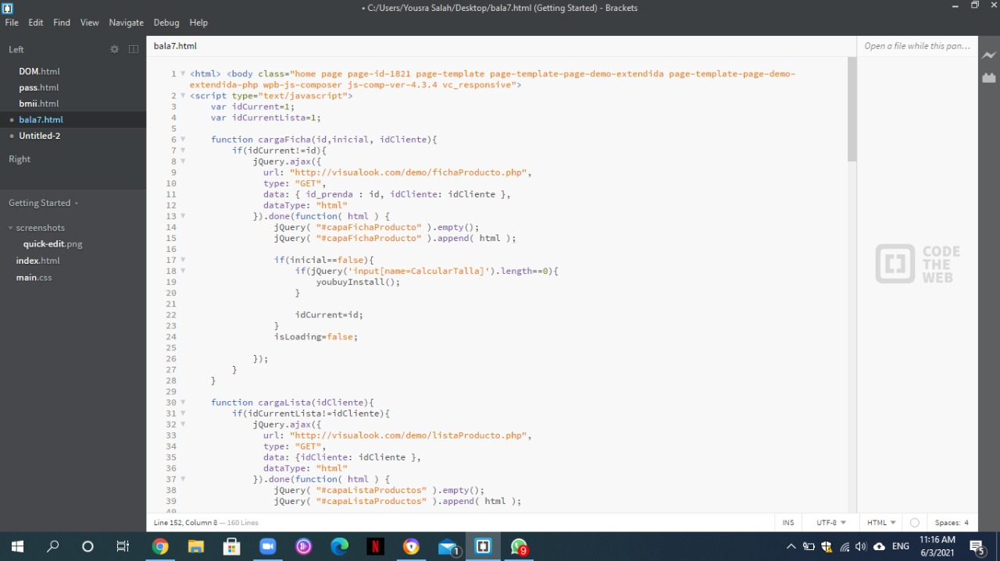 • C:/Users/Yousra Salah/Desktop/bala7.html (Getting Started) - Brackets
File Edit Find View Navigate Debug Help
Left
DOM.html
pass.html
bmii.html
• bala7.html
• Untitled-2
Right
Getting Started
screenshots
quick-edit.png
index.html
main.css
bala7.html
Open a file while this pan...
1 <html> <body class="home page page-id-1821 page-template page-template-page-demo-extendida page-template-page-demo-
extendida-php wpb-js-composer js-comp-ver-4.3.4 vc_responsive">
2 <script type="text/javascript">
3 var idCurrent=1;
4 var idCurrentLista=1;
5
6 function cargaFicha(id,inicial, idCliente){
7 if(idCurrent!=id){
8 jQuery.ajax({
9 url: "http://visualook.com/demo/fichaProducto.php",
10 type: "GET",
11 data: { id_prenda : id, idCliente: idCliente },
12 dataType: "html"
13 }).done(function( html ) {
14 jQuery( "#capaFichaProducto" ).empty();
15 jQuery( "#capaFichaProducto" ).append( html );
16
17 if(inicial==false){
18 if(jQuery('input[name=CalcularTalla]').length==0){
19 youbuyInstall();
20 }
21
22 idCurrent=id;
23 }
24 isLoading=false;
25
26 });
27 }
28 }
29
30 function cargaLista(idCliente){
31 if(idCurrentLista!=idCliente){
32 jQuery.ajax({
33 url: "http://visualook.com/demo/listaProducto.php",
34 type: "GET",
35 data: {idCliente: idCliente },
36 dataType: "html"
37 }).done(function( html ) {
38 jQuery( "#capaListaProductos" ).empty();
39 jQuery( "#capaListaProductos" ).append( html );
40
CODE
THE
WEB
Line 152, Column 8 — 160 Lines
INS UTF-8 HTML Spaces: 4
N 1 9 ENG 11:16 AM
6/3/2021 5